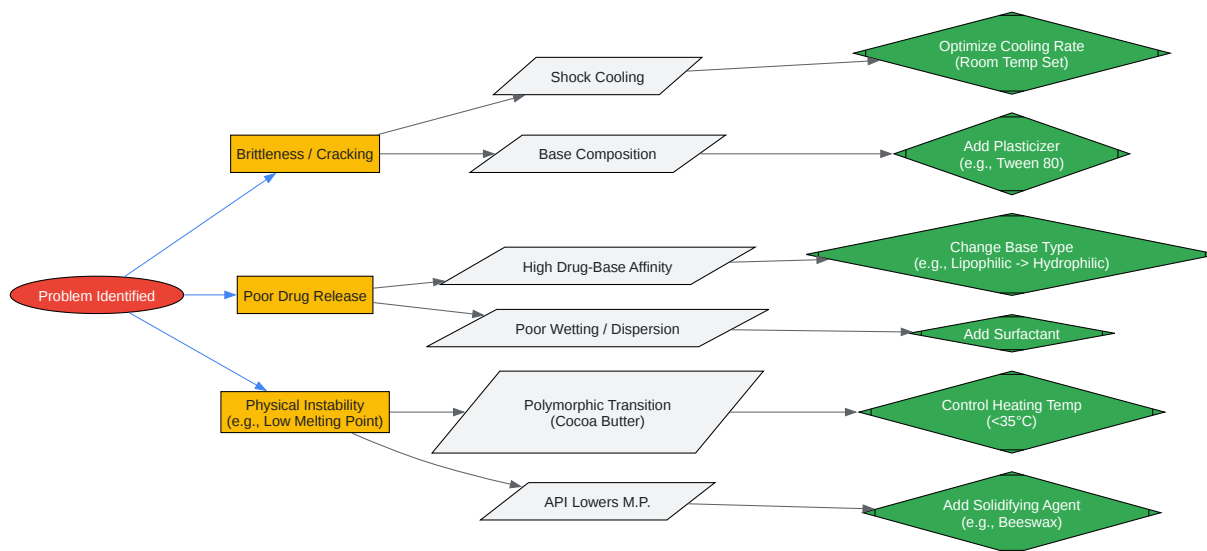 Problem Identified
Brittleness / Cracking
Shock Cooling
Optimize Cooling Rate
(Room Temp Set)
Base Composition
Add Plasticizer
(e.g., Tween 80)
Poor Drug Release
High Drug-Base Affinity
Change Base Type
(e.g., Lipophilic -> Hydrophilic)
Poor Wetting / Dispersion
Add Surfactant
Physical Instability
(e.g., Low Melting Point)
Polymorphic Transition
(Cocoa Butter)
Control Heating Temp
(<35°C)
API Lowers M.P.
Add Solidifying Agent
(e.g., Beeswax)